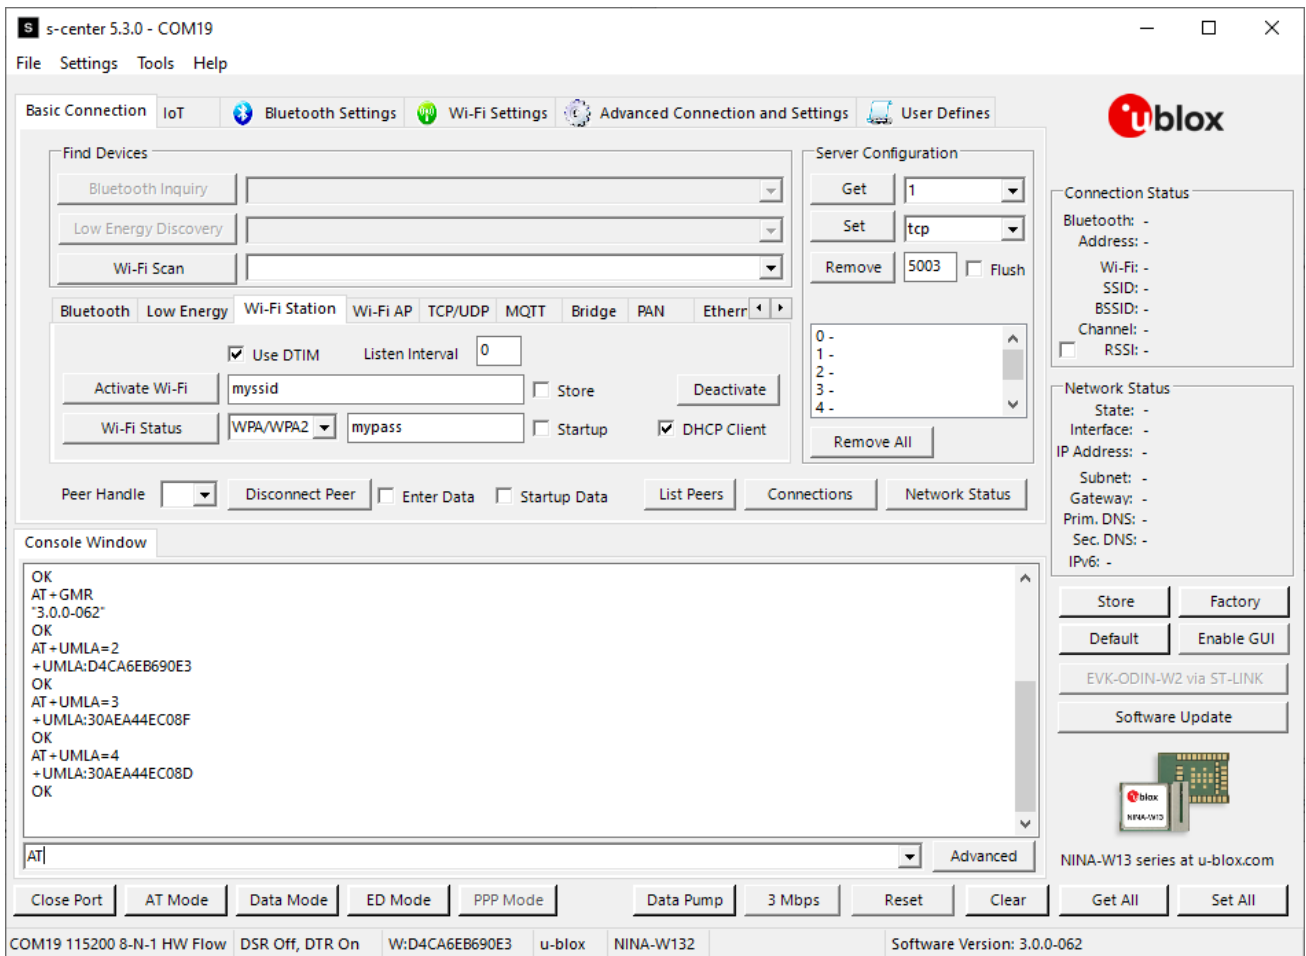 s-center 5.3.0 - COM19
File Settings Tools Help
Basic Connection IoT Bluetooth Settings Wi-Fi Settings Advanced Connection and Settings User Defines
ublox
Find Devices
Bluetooth Inquiry
Low Energy Discovery
Wi-Fi Scan
Server Configuration
Get 1
Set tcp
Remove 5003 Flush
0 -
1 -
2 -
3 -
4 -
Remove All
Bluetooth Low Energy Wi-Fi Station Wi-Fi AP TCP/UDP MQTT Bridge PAN Ethern
Use DTIM Listen Interval 0
Activate Wi-Fi myssid Store Deactivate
Wi-Fi Status WPA/WPA2 mypass Startup DHCP Client
Peer Handle Disconnect Peer Enter Data Startup Data List Peers Connections Network Status
Connection Status
Bluetooth: -
Address: -
Wi-Fi: -
SSID: -
BSSID: -
Channel: -
RSSI: -
Network Status
State: -
Interface: -
IP Address: -
Subnet: -
Gateway: -
Prim. DNS: -
Sec. DNS: -
IPv6: -
Console Window
OK
AT+GMR
"3.0.0-062"
OK
AT+UMLA=2
+UMLA:D4CA6EB690E3
OK
AT+UMLA=3
+UMLA:30AEA44EC08F
OK
AT+UMLA=4
+UMLA:30AEA44EC08D
OK
AT Advanced
Store Factory
Default Enable GUI
EVK-ODIN-W2 via ST-LINK
Software Update
ublox
NINA-W13
NINA-W13 series at u-blox.com
Close Port AT Mode Data Mode ED Mode PPP Mode Data Pump 3 Mbps Reset Clear Get All Set All
COM19 115200 8-N-1 HW Flow DSR Off, DTR On W:D4CA6EB690E3 u-blox NINA-W132 Software Version: 3.0.0-062